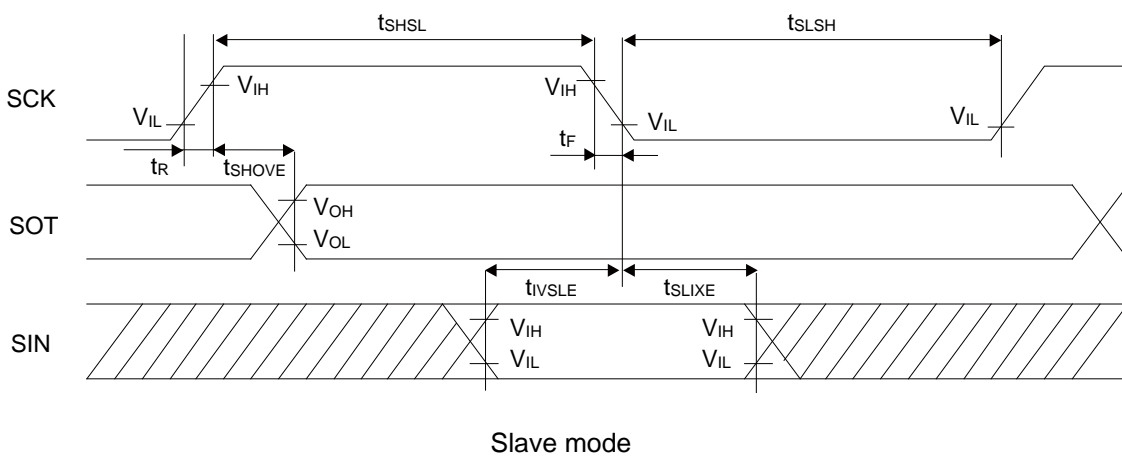 tSHSL
tSLSH
SCK
VIH
VIH
VIL
VIL
VIL
tR
tSHOVE
tF
SOT
VOH
VOL
tIVSLE
tSLIXE
SIN
VIH
VIH
VIL
VIL
Slave mode